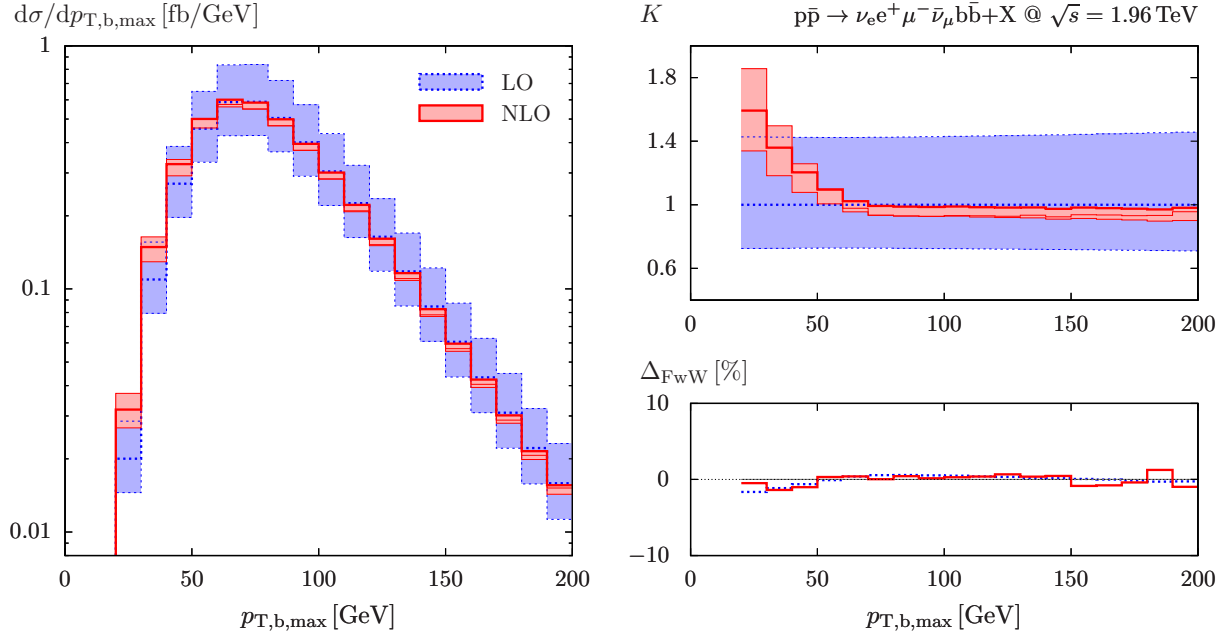 dσ/dp_T,b,max [fb/GeV]
1
0.1
0.01
LO
NLO
0 50 100 150 200
p_T,b,max [GeV]
K pp̄ → ν_e e⁺ μ⁻ ν̄_μ bb̄+X @ √s = 1.96 TeV
1.8
1.4
1
0.6
0 50 100 150 200
Δ_FwW [%]
10
0
−10
0 50 100 150 200
p_T,b,max [GeV]